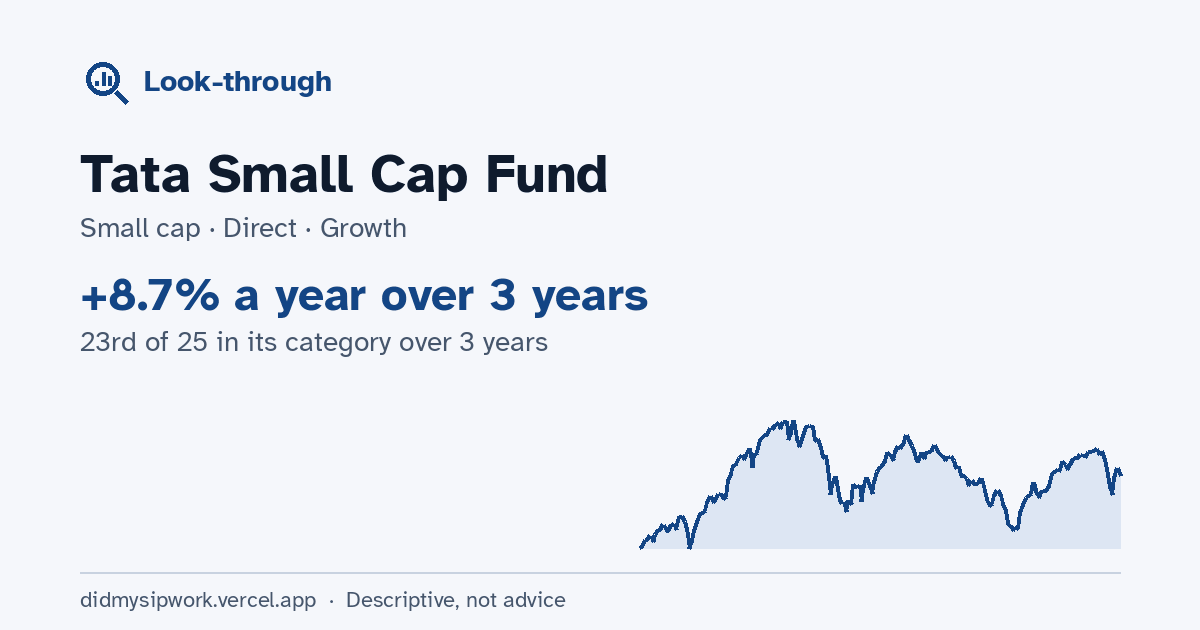 Look-through
Tata Small Cap Fund
Small cap · Direct · Growth
+8.7% a year over 3 years
23rd of 25 in its category over 3 years
didmysipwork.vercel.app · Descriptive, not advice